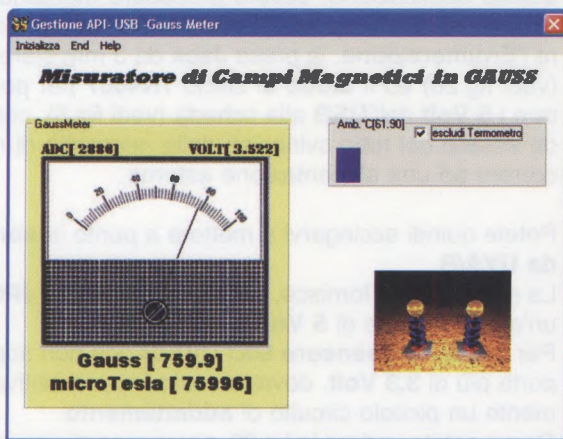 Gestione API- USB -Gauss Meter
Inizializza End Help
Misuratore di Campi Magnetici in GAUSS
GaussMeter
ADC[ 2886] VOLT[ 3.522]
0 20 40 60 80 100
Gauss [ 759.9]
microTesla [ 75996]
Amb. °C[61.90] escludi Termometro